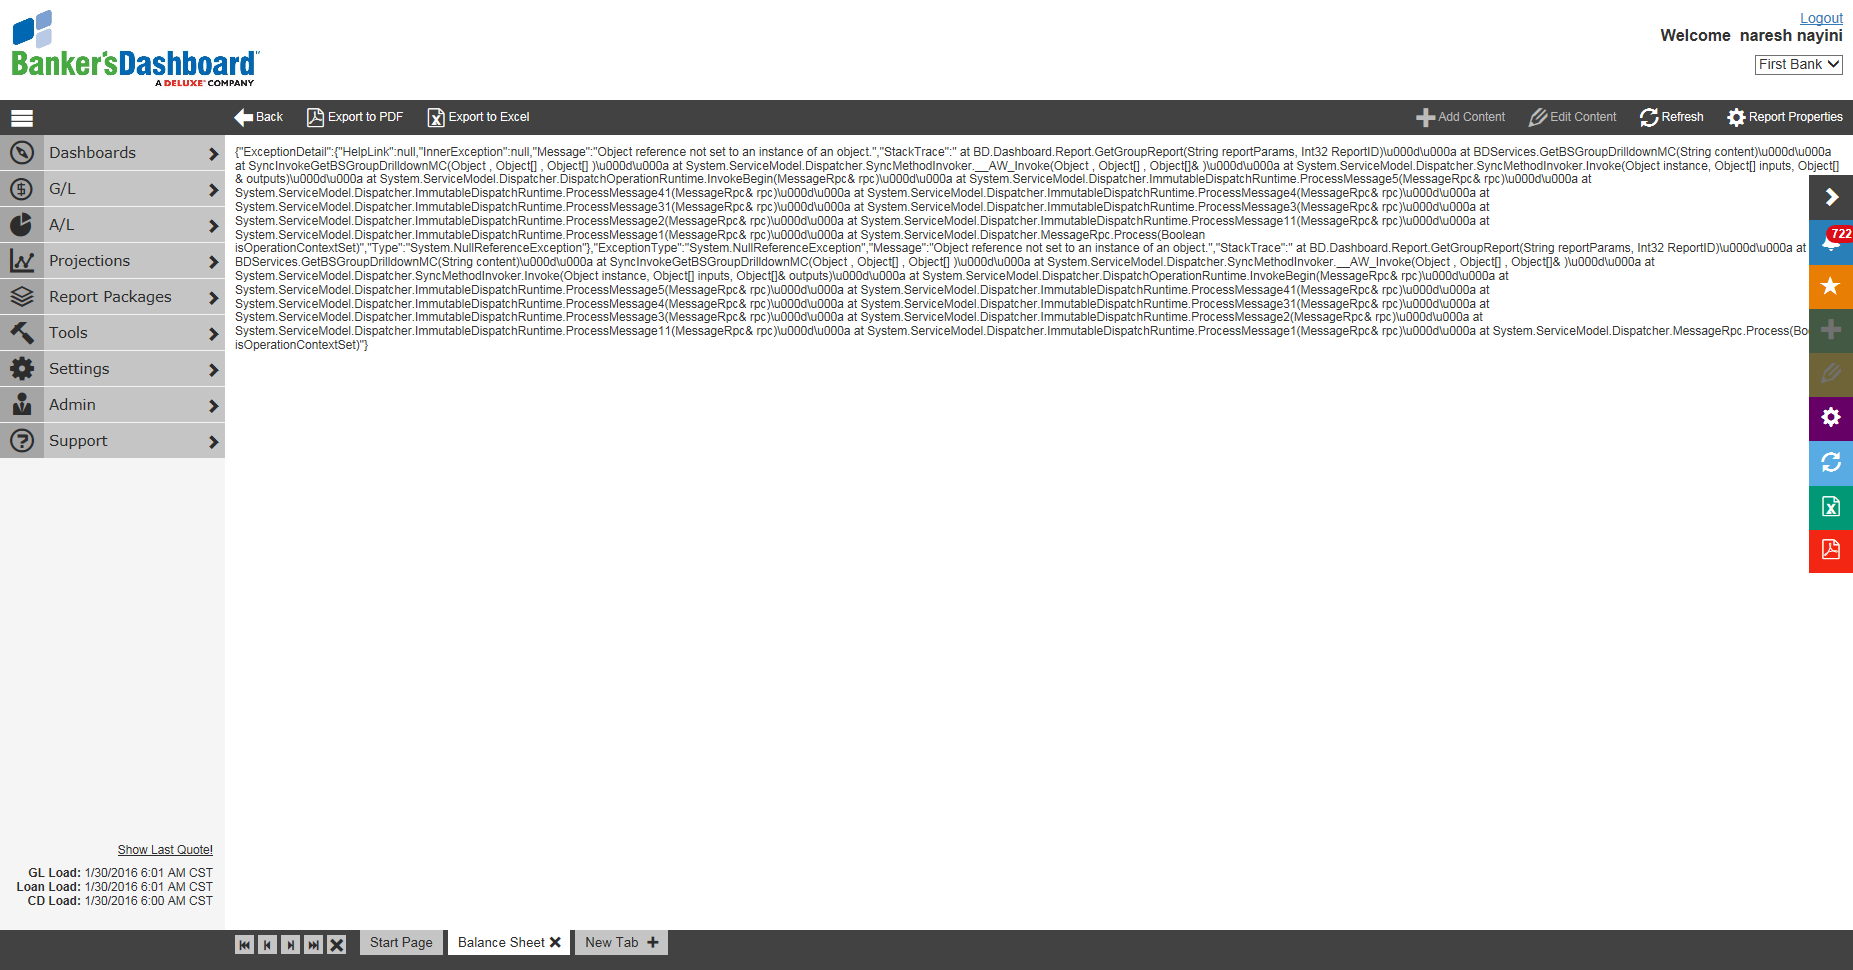 Logout
Banker'sDashboard
A DELUXE COMPANY
Welcome naresh nayini
First Bank
Back
Export to PDF
Export to Excel
Add Content
Edit Content
Refresh
Report Properties
Dashboards
G/L
A/L
Projections
Report Packages
Tools
Settings
Admin
Support
{"ExceptionDetail":{"HelpLink":null,"InnerException":null,"Message":"Object reference not set to an instance of an object.","StackTrace":" at BD.Dashboard.Report.GetGroupReport(String reportParams, Int32 ReportID)\u000d\u000a at BDServices.GetBSGroupDrilldownMC(String content)\u000d\u000a
at SyncInvokeGetBSGroupDrilldownMC(Object , Object[] , Object[] )\u000d\u000a at System.ServiceModel.Dispatcher.SyncMethodInvoker.__AW_Invoke(Object , Object[] , Object[]& )\u000d\u000a at System.ServiceModel.Dispatcher.SyncMethodInvoker.Invoke(Object instance, Object[] inputs, Object[]
& outputs)\u000d\u000a at System.ServiceModel.Dispatcher.DispatchOperationRuntime.InvokeBegin(MessageRpc& rpc)\u000d\u000a at System.ServiceModel.Dispatcher.ImmutableDispatchRuntime.ProcessMessage5(MessageRpc& rpc)\u000d\u000a at
System.ServiceModel.Dispatcher.ImmutableDispatchRuntime.ProcessMessage41(MessageRpc& rpc)\u000d\u000a at System.ServiceModel.Dispatcher.ImmutableDispatchRuntime.ProcessMessage4(MessageRpc& rpc)\u000d\u000a at
System.ServiceModel.Dispatcher.ImmutableDispatchRuntime.ProcessMessage31(MessageRpc& rpc)\u000d\u000a at System.ServiceModel.Dispatcher.ImmutableDispatchRuntime.ProcessMessage3(MessageRpc& rpc)\u000d\u000a at
System.ServiceModel.Dispatcher.ImmutableDispatchRuntime.ProcessMessage2(MessageRpc& rpc)\u000d\u000a at System.ServiceModel.Dispatcher.ImmutableDispatchRuntime.ProcessMessage11(MessageRpc& rpc)\u000d\u000a at
System.ServiceModel.Dispatcher.ImmutableDispatchRuntime.ProcessMessage1(MessageRpc& rpc)\u000d\u000a at System.ServiceModel.Dispatcher.MessageRpc.Process(Boolean
isOperationContextSet)","Type":"System.NullReferenceException"},"ExceptionType":"System.NullReferenceException","Message":"Object reference not set to an instance of an object.","StackTrace":" at BD.Dashboard.Report.GetGroupReport(String reportParams, Int32 ReportID)\u000d\u000a at
BDServices.GetBSGroupDrilldownMC(String content)\u000d\u000a at SyncInvokeGetBSGroupDrilldownMC(Object , Object[] , Object[] )\u000d\u000a at System.ServiceModel.Dispatcher.SyncMethodInvoker.__AW_Invoke(Object , Object[] , Object[]& )\u000d\u000a at
System.ServiceModel.Dispatcher.SyncMethodInvoker.Invoke(Object instance, Object[] inputs, Object[]& outputs)\u000d\u000a at System.ServiceModel.Dispatcher.DispatchOperationRuntime.InvokeBegin(MessageRpc& rpc)\u000d\u000a at
System.ServiceModel.Dispatcher.ImmutableDispatchRuntime.ProcessMessage5(MessageRpc& rpc)\u000d\u000a at System.ServiceModel.Dispatcher.ImmutableDispatchRuntime.ProcessMessage41(MessageRpc& rpc)\u000d\u000a at
System.ServiceModel.Dispatcher.ImmutableDispatchRuntime.ProcessMessage4(MessageRpc& rpc)\u000d\u000a at System.ServiceModel.Dispatcher.ImmutableDispatchRuntime.ProcessMessage31(MessageRpc& rpc)\u000d\u000a at
System.ServiceModel.Dispatcher.ImmutableDispatchRuntime.ProcessMessage3(MessageRpc& rpc)\u000d\u000a at System.ServiceModel.Dispatcher.ImmutableDispatchRuntime.ProcessMessage2(MessageRpc& rpc)\u000d\u000a at
System.ServiceModel.Dispatcher.ImmutableDispatchRuntime.ProcessMessage11(MessageRpc& rpc)\u000d\u000a at System.ServiceModel.Dispatcher.ImmutableDispatchRuntime.ProcessMessage1(MessageRpc& rpc)\u000d\u000a at System.ServiceModel.Dispatcher.MessageRpc.Process(
isOperationContextSet)"}
722
Show Last Quote!
GL Load: 1/30/2016 6:01 AM CST
Loan Load: 1/30/2016 6:01 AM CST
CD Load: 1/30/2016 6:00 AM CST
Start Page
Balance Sheet
New Tab